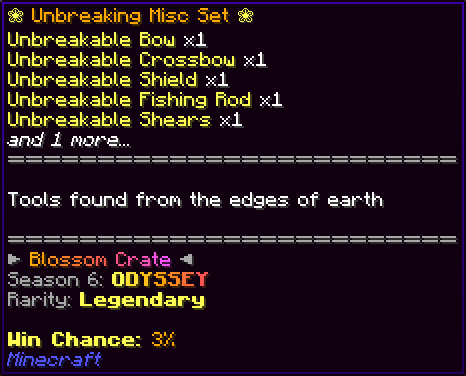 ❀ Unbreaking Misc Set ❀
Unbreakable Bow x1
Unbreakable Crossbow x1
Unbreakable Shield x1
Unbreakable Fishing Rod x1
Unbreakable Shears x1
and 1 more...
==============================
Tools found from the edges of earth
==============================
► Blossom Crate ◄
Season 6: ODYSSEY
Rarity: Legendary
Win Chance: 3%
Minecraft